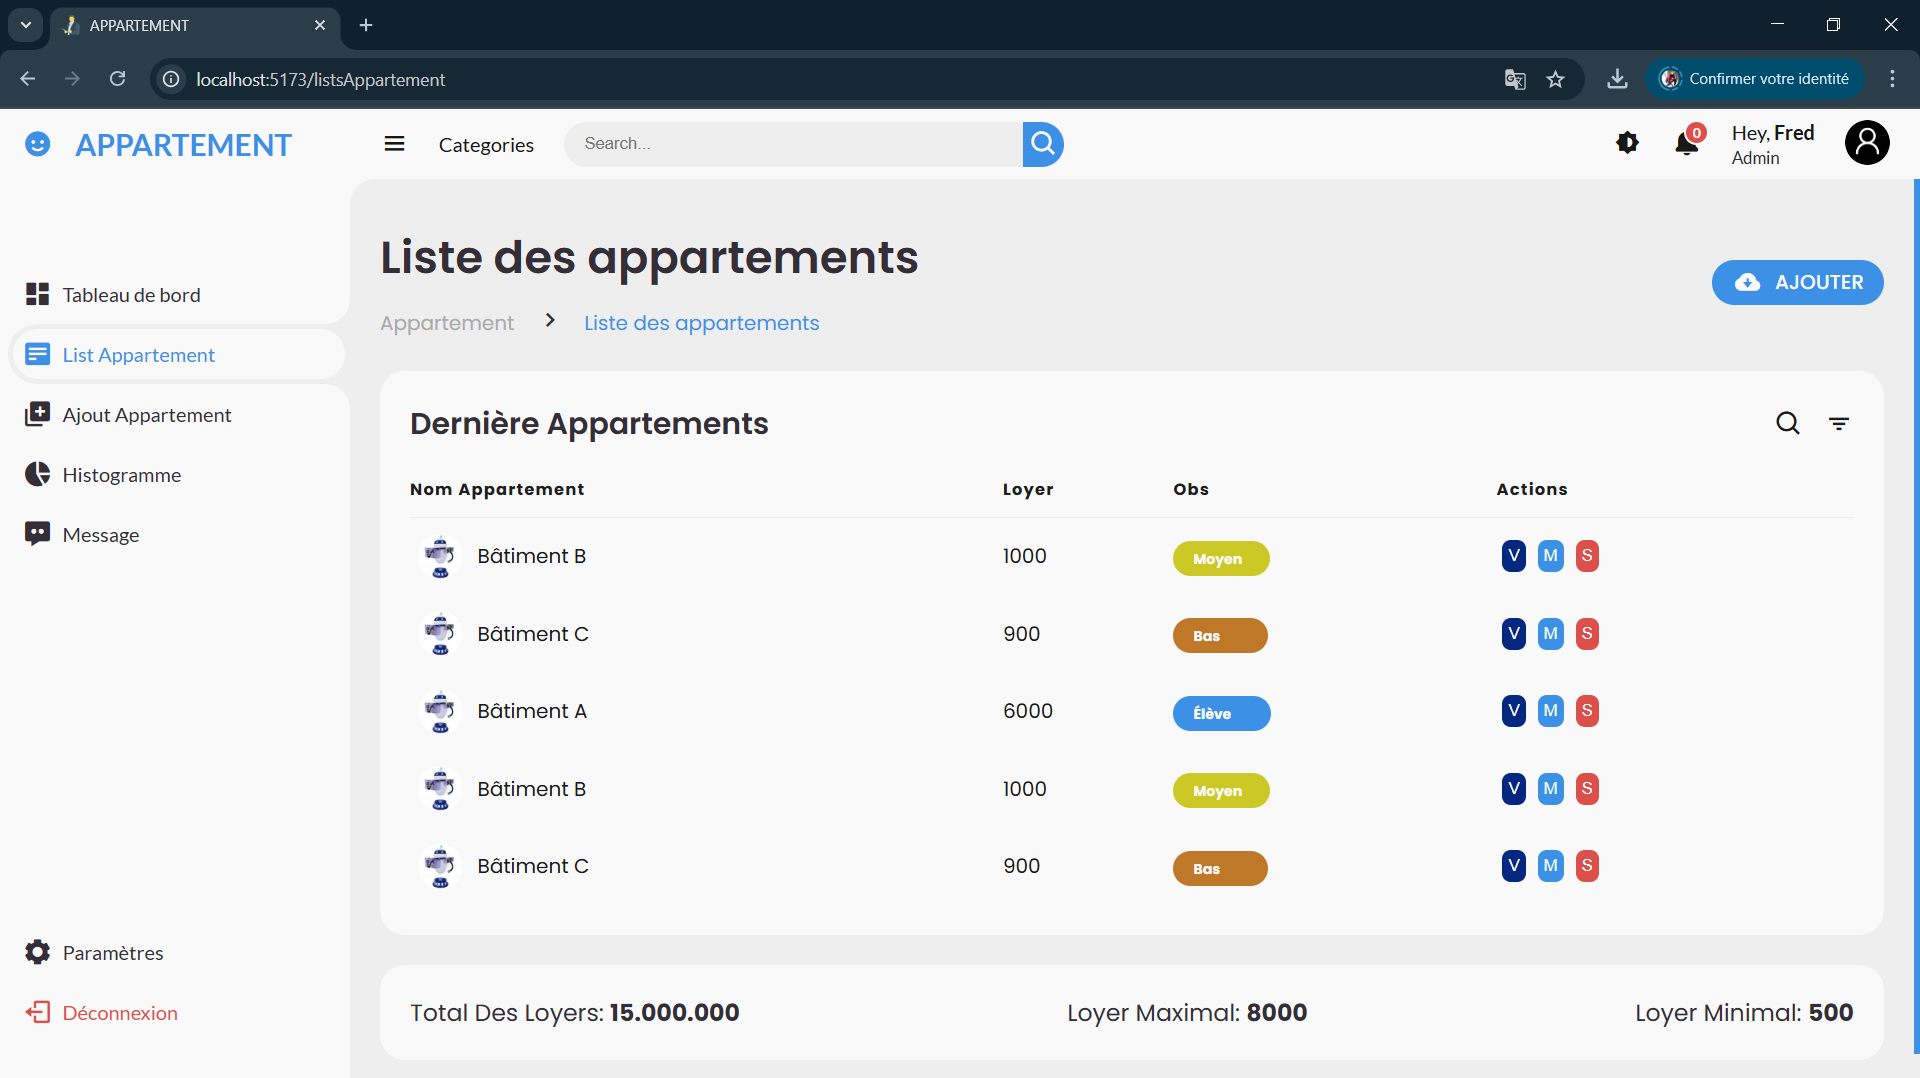 APPARTEMENT
localhost:5173/listsAppartement
Confirmer votre identité
APPARTEMENT
Categories
Search...
0
Hey, Fred
Admin
Tableau de bord
List Appartement
Ajout Appartement
Histogramme
Message
Paramètres
Déconnexion
Liste des appartements
Appartement > Liste des appartements
AJOUTER
Dernière Appartements
Nom Appartement Loyer Obs Actions
Bâtiment B 1000 Moyen V M S
Bâtiment C 900 Bas V M S
Bâtiment A 6000 Élève V M S
Bâtiment B 1000 Moyen V M S
Bâtiment C 900 Bas V M S
Total Des Loyers: 15.000.000 Loyer Maximal: 8000 Loyer Minimal: 500